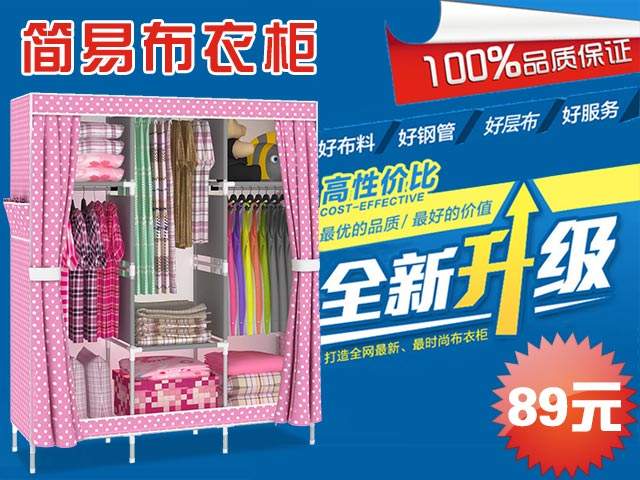 简易布衣柜
100%品质保证
好布料 好钢管 好层布 好服务
高性价比
COST-EFFECTIVE
最优的品质/最好的价值
全新升级
打造全网最新、最时尚布衣柜
89元